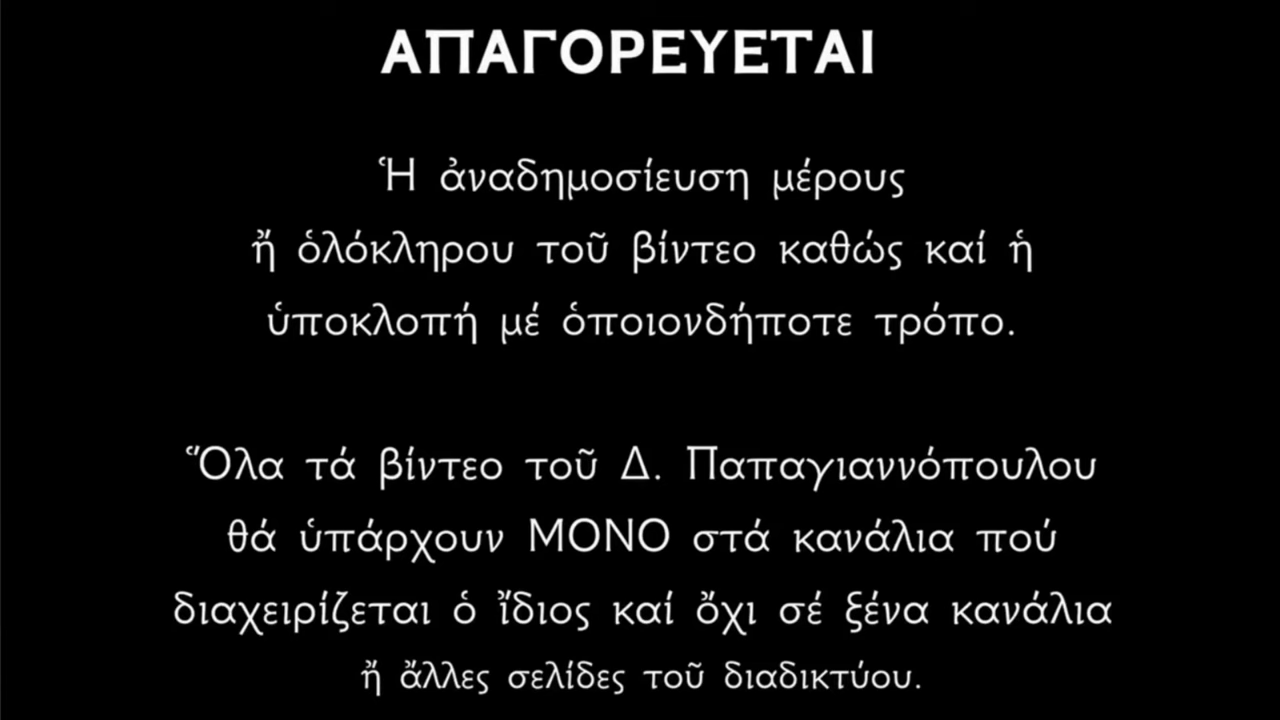 ΑΠΑΓΟΡΕΥΕΤΑΙ
Ἡ ἀναδημοσίευση μέρους
ἤ ὁλόκληρου τοῦ βίντεο καθώς καί ἡ
ὑποκλοπή μέ ὁποιονδήποτε τρόπο.
Ὅλα τά βίντεο τοῦ Δ. Παπαγιαννόπουλου
θά ὑπάρχουν ΜΟΝΟ στά κανάλια πού
διαχειρίζεται ὁ ἴδιος καί ὄχι σέ ξένα κανάλια
ἤ ἄλλες σελίδες τοῦ διαδικτύου.